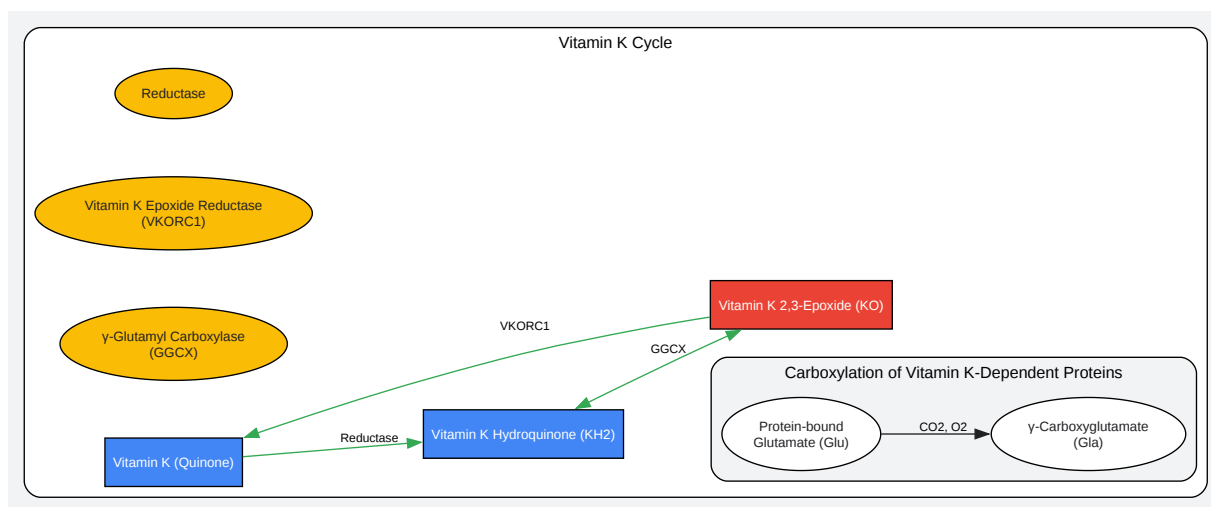 Vitamin K Cycle
Reductase
Vitamin K Epoxide Reductase
(VKORC1)
γ-Glutamyl Carboxylase
(GGCX)
Vitamin K 2,3-Epoxide (KO)
VKORC1
GGCX
Vitamin K Hydroquinone (KH2)
Reductase
Vitamin K (Quinone)
Carboxylation of Vitamin K-Dependent Proteins
Protein-bound
Glutamate (Glu)
CO2, O2
γ-Carboxyglutamate
(Gla)